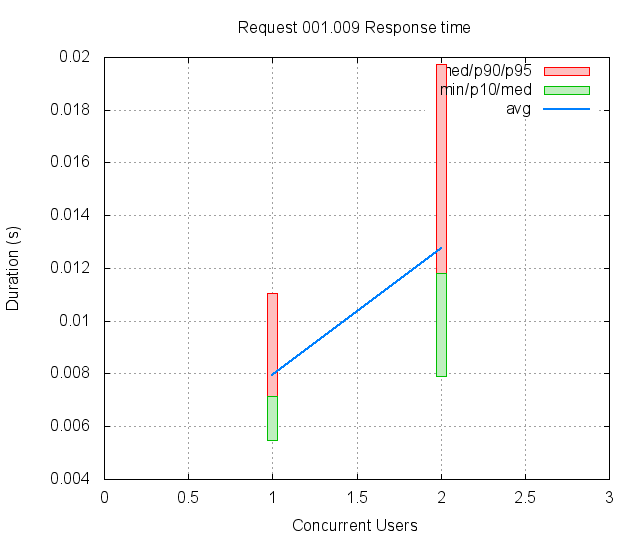 Request 001.009 Response time
0.02
0.018
0.016
0.014
0.012
0.01
0.008
0.006
0.004
Duration (s)
0
0.5
1
1.5
2
2.5
3
Concurrent Users
med/p90/p95
min/p10/med
avg